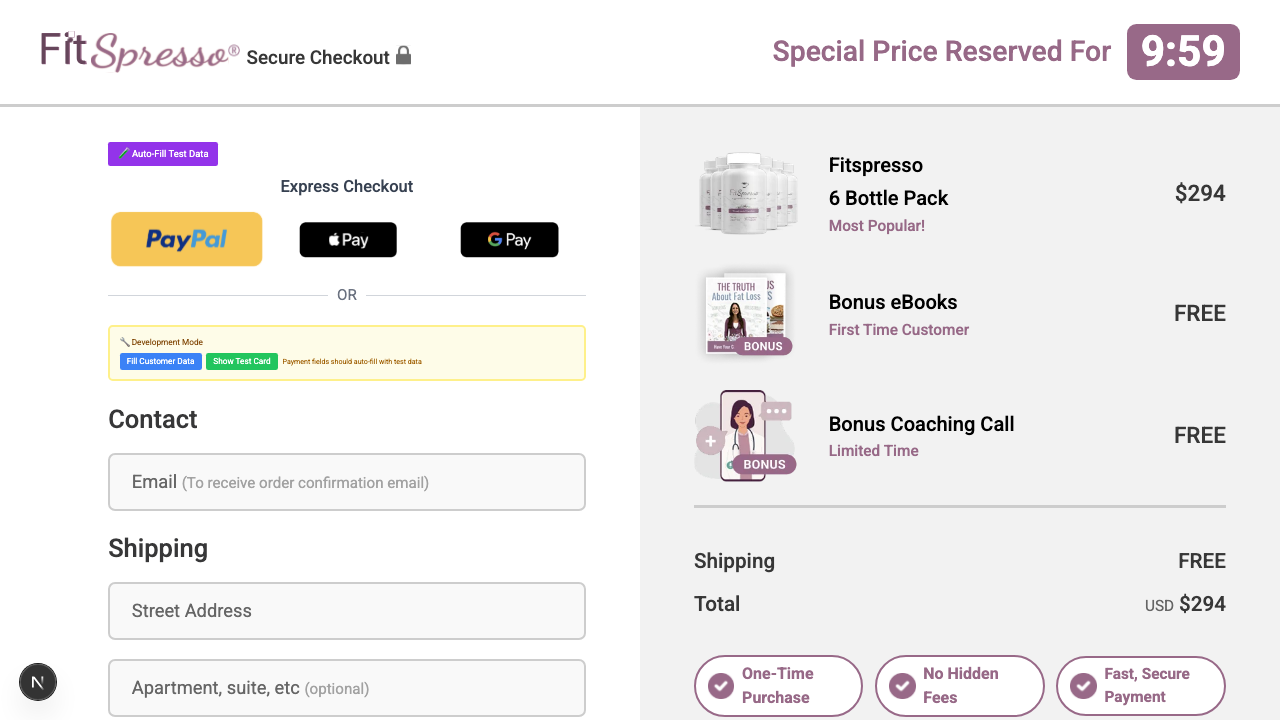 FitSpresso® Secure Checkout
Special Price Reserved For 9:59
Auto-Fill Test Data
Express Checkout
PayPal
Pay
G Pay
OR
Development Mode
Fill Customer Data Show Test Card Payment fields should auto-fill with test data
Contact
Email (To receive order confirmation email)
Shipping
Street Address
Apartment, suite, etc (optional)
N
Fitspresso
6 Bottle Pack
Most Popular!
$294
FitSpresso
THE TRUTH
About Fat Loss
BONUS
Bonus eBooks
First Time Customer
FREE
BONUS
Bonus Coaching Call
Limited Time
FREE
Shipping FREE
Total USD $294
One-Time
Purchase
No Hidden
Fees
Fast, Secure
Payment